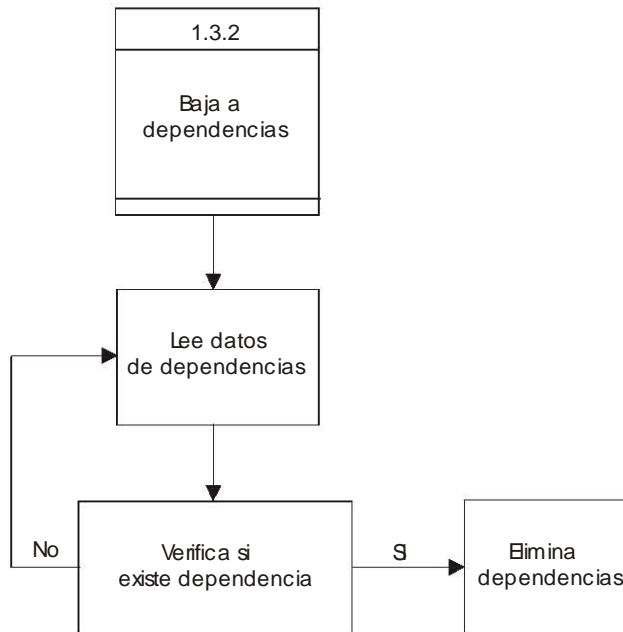 1.3.2
Baja a
dependencias
Lee datos
de dependencias
No
Verifica si
existe dependencia
Si
Elimina
dependencias